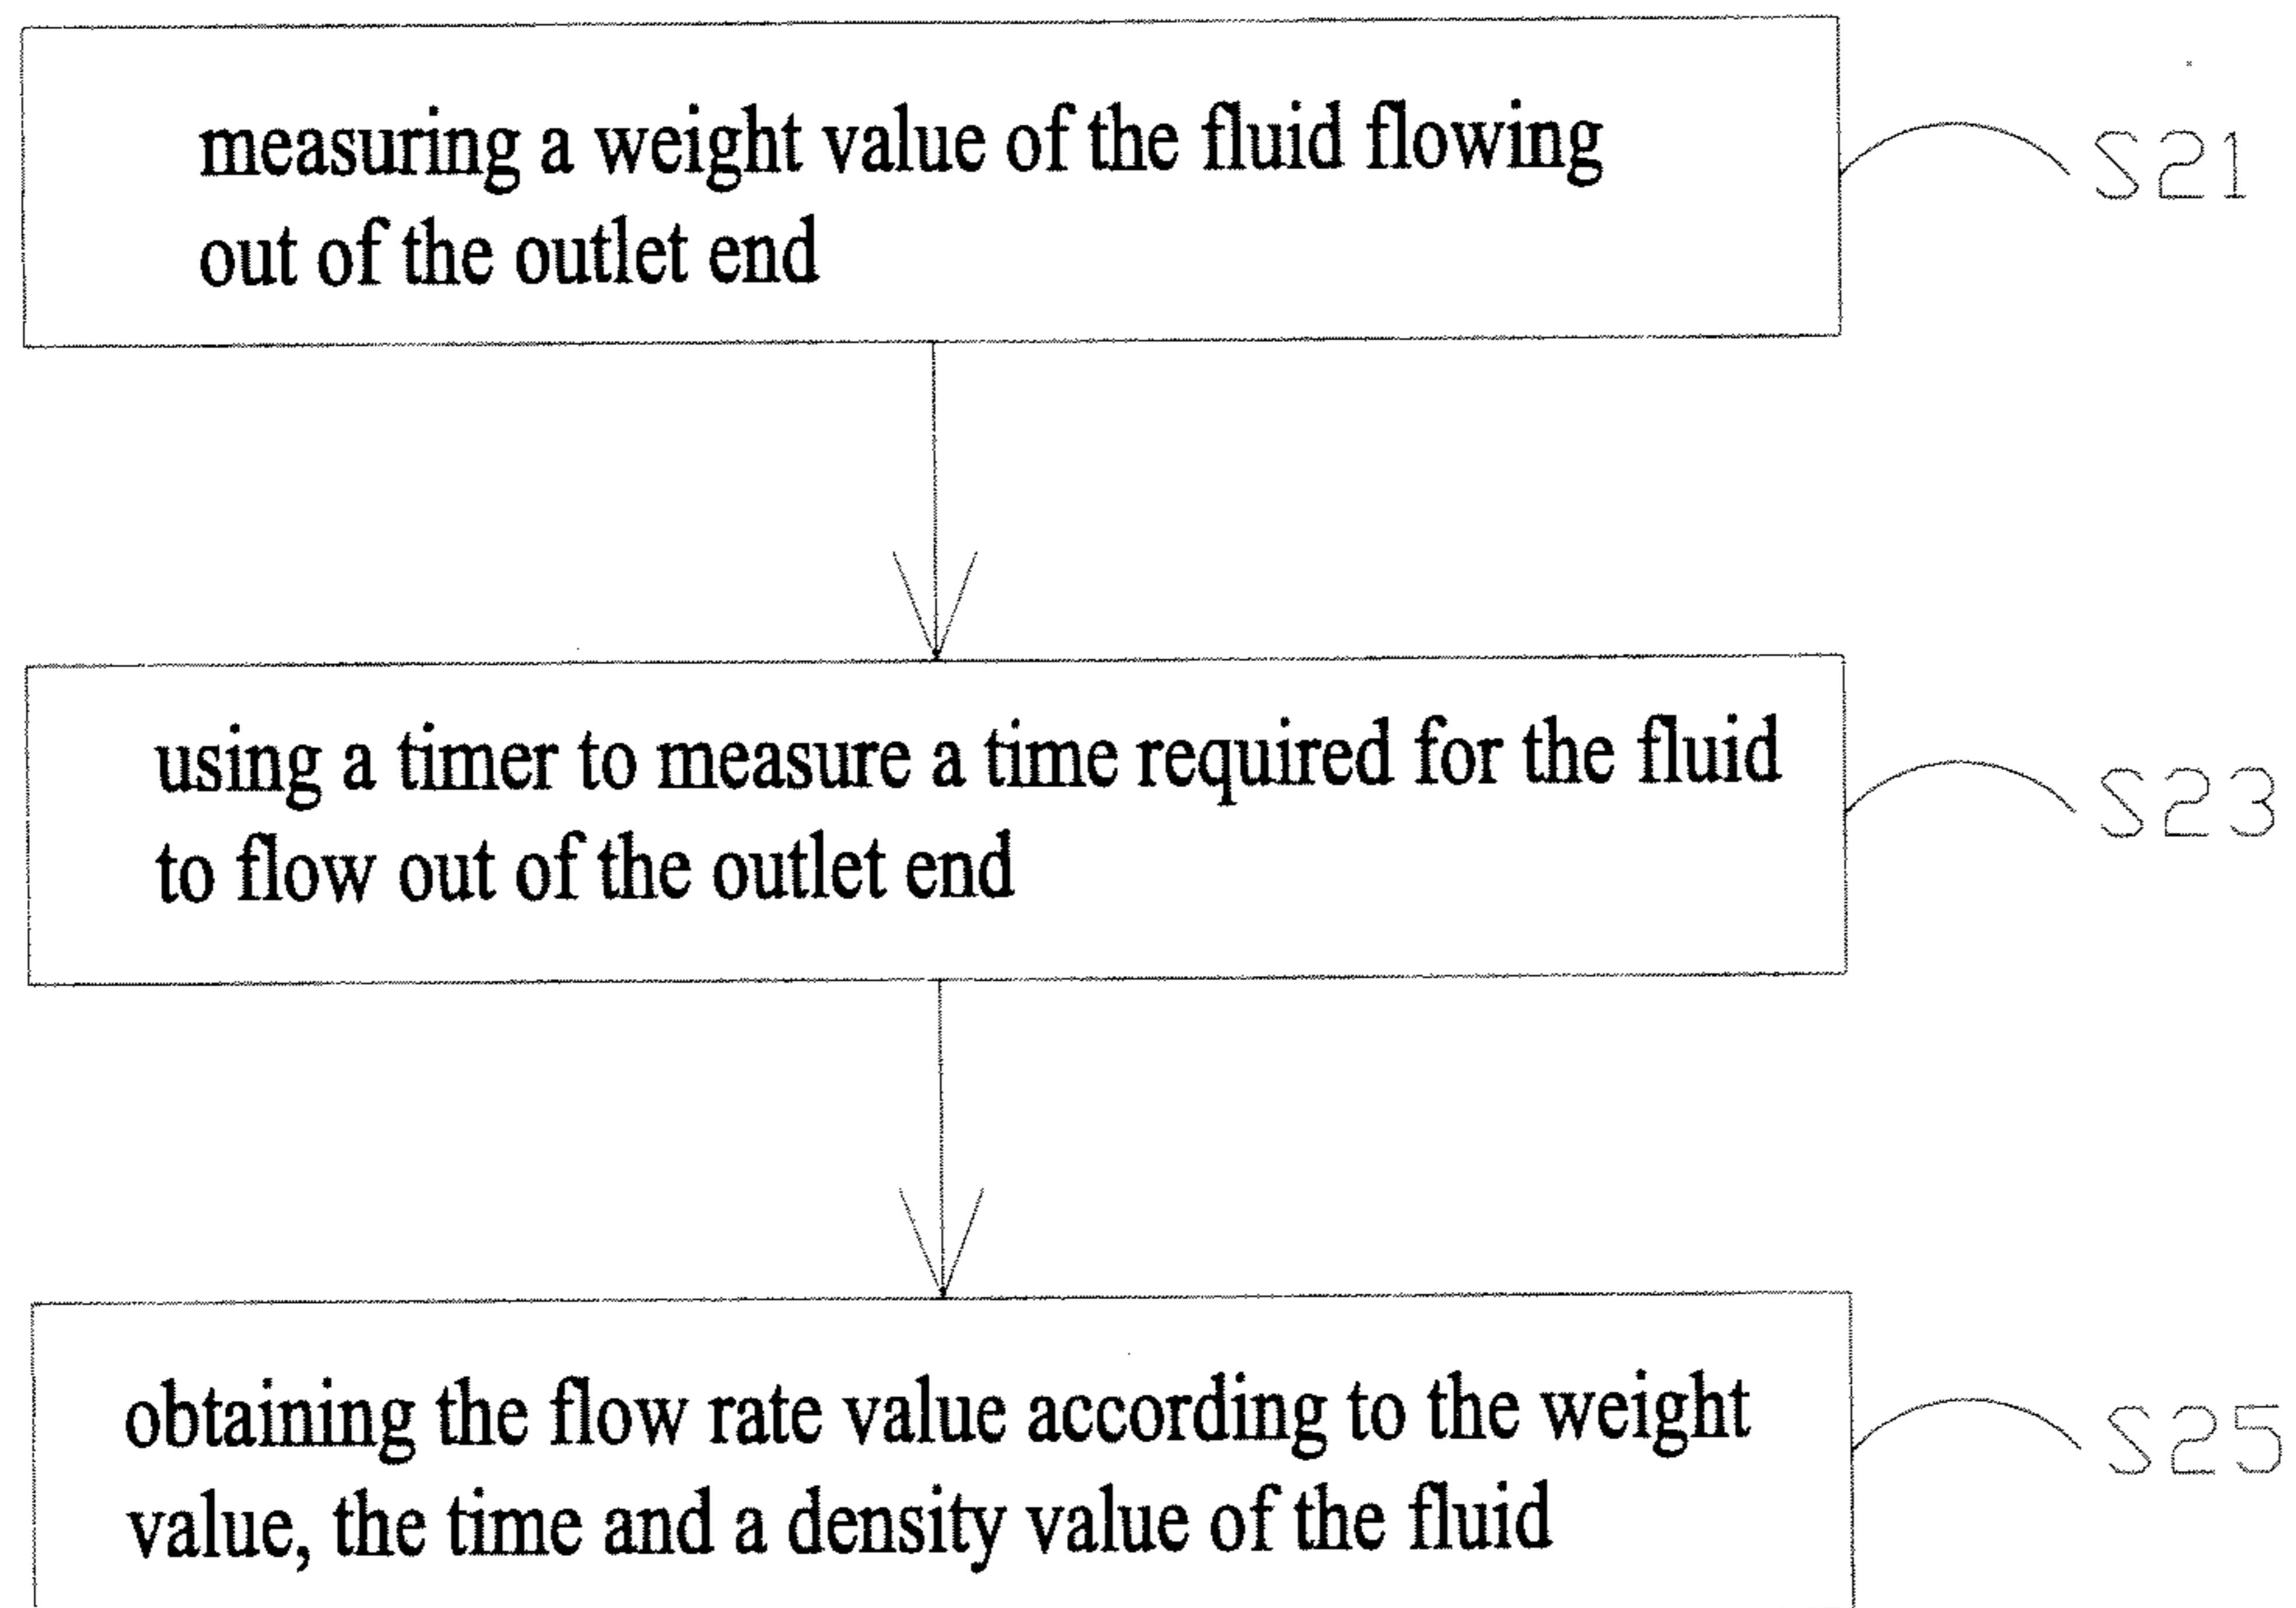 measuring a weight value of the fluid flowing
out of the outlet end
S21
using a timer to measure a time required for the fluid
to flow out of the outlet end
S23
obtaining the flow rate value according to the weight
value, the time and a density value of the fluid
S25